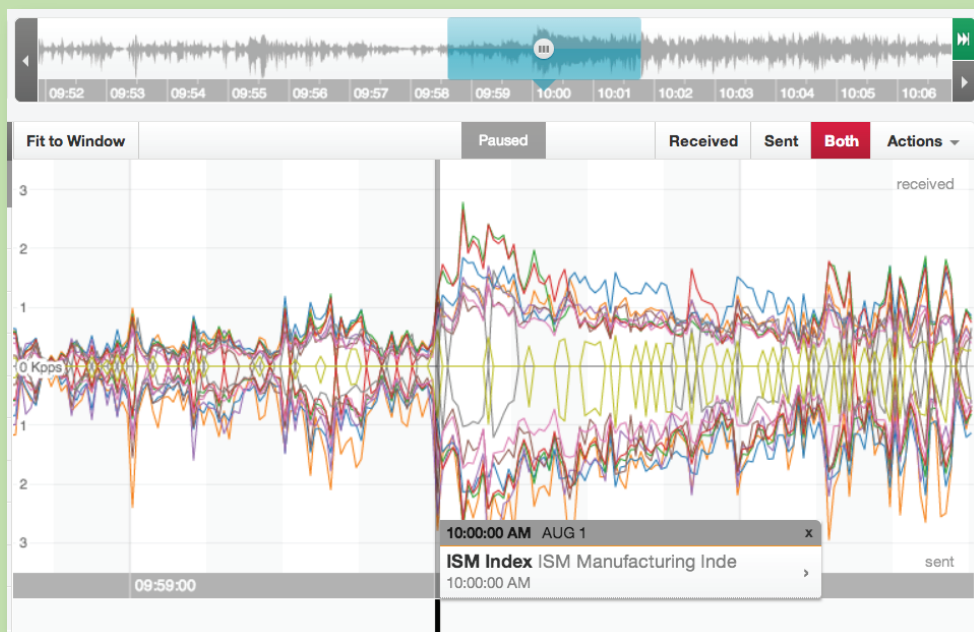 09:52 09:53 09:54 09:55 09:56 09:57 09:58 09:59 10:00 10:01 10:02 10:03 10:04 10:05 10:06
Fit to Window Paused Received Sent Both Actions
received
3
2
1
0 Kpps
1
2
3
10:00:00 AM AUG 1 x
ISM Index ISM Manufacturing Inde
10:00:00 AM
sent
09:59:00